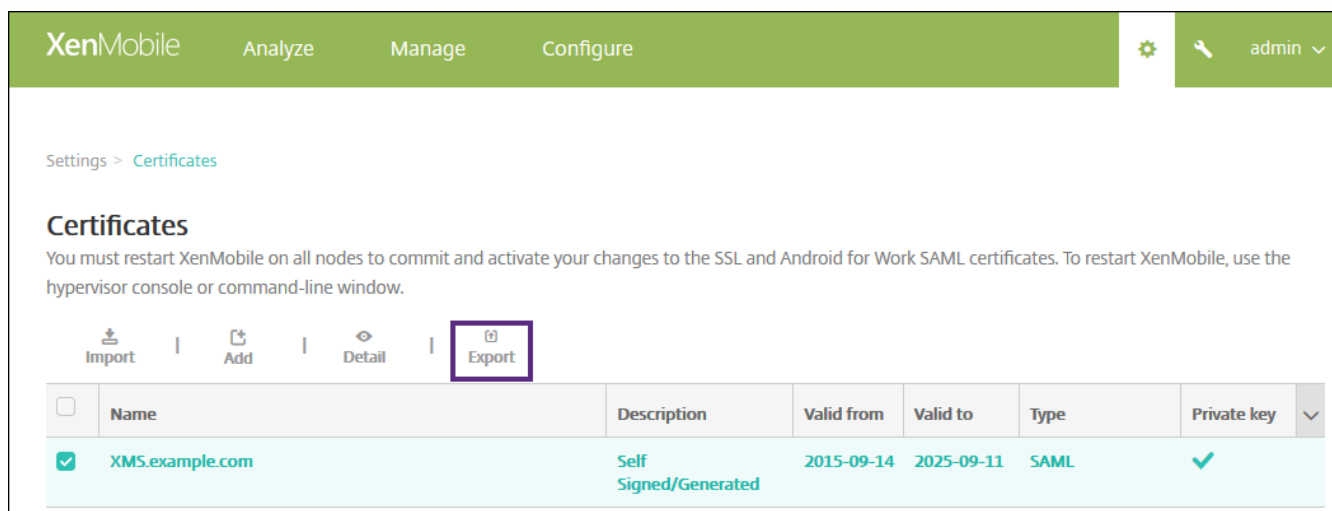 XenMobile Analyze Manage Configure admin
Settings > Certificates
Certificates
You must restart XenMobile on all nodes to commit and activate your changes to the SSL and Android for Work SAML certificates. To restart XenMobile, use the
hypervisor console or command-line window.
Import | Add | Detail | Export
Name Description Valid from Valid to Type Private key
XMS.example.com Self 2015-09-14 2025-09-11 SAML
Signed/Generated